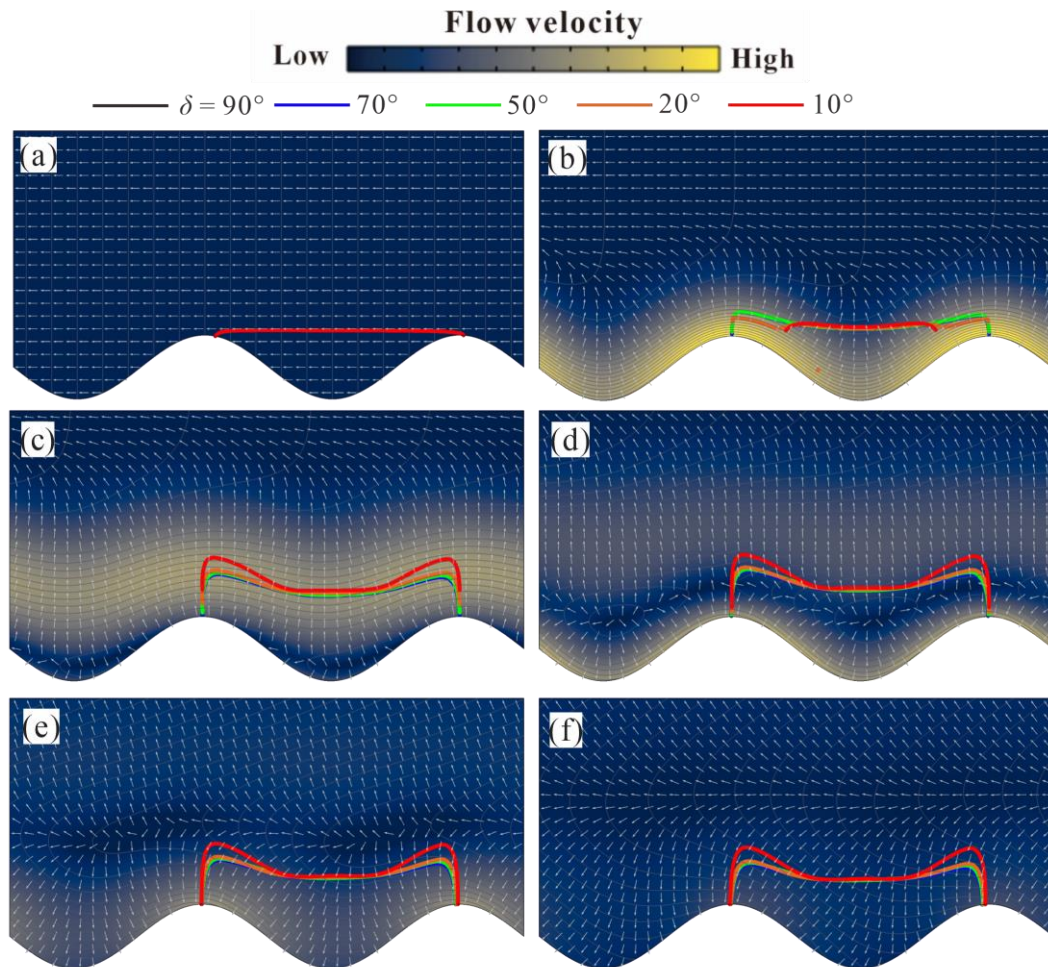 Flow velocity
Low High
δ = 90° 70° 50° 20° 10°
(a) (b)
(c) (d)
(e) (f)